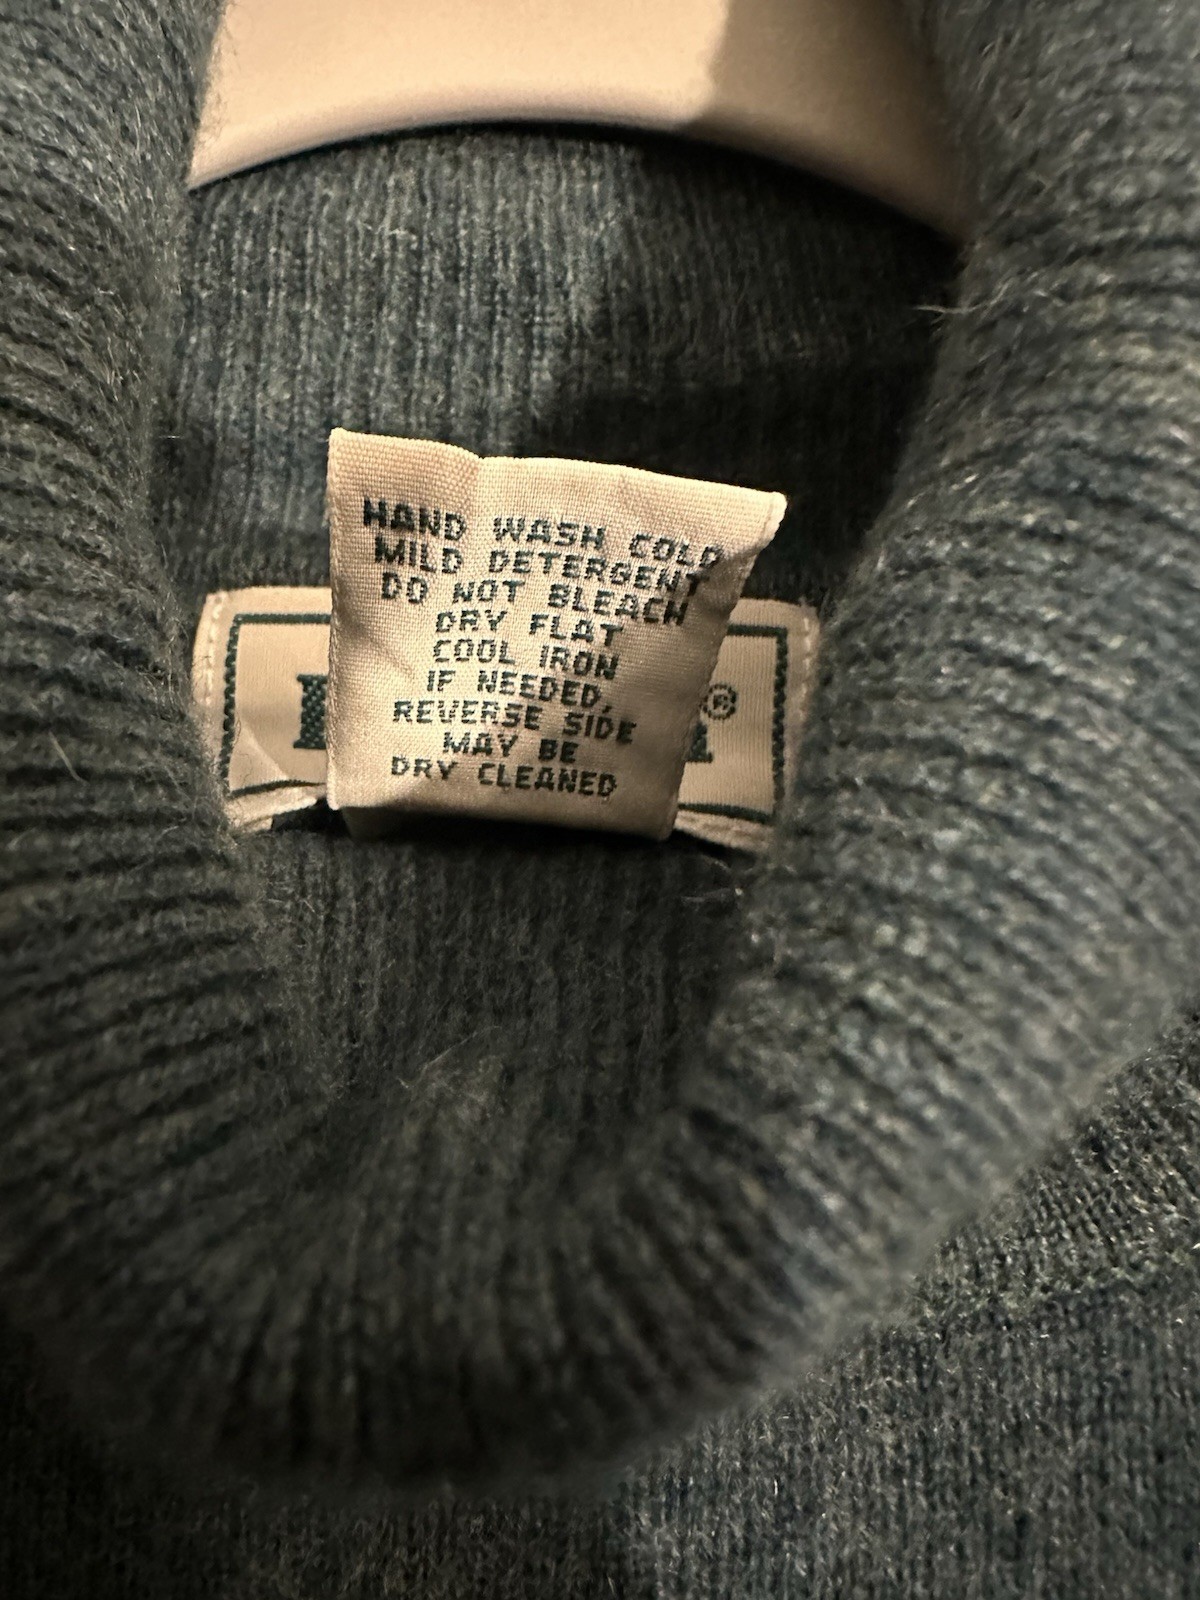 HAND WASH COLD
MILD DETERGENT
DO NOT BLEACH
DRY FLAT
COOL IRON
IF NEEDED,
REVERSE SIDE
MAY BE
DRY CLEANED
®